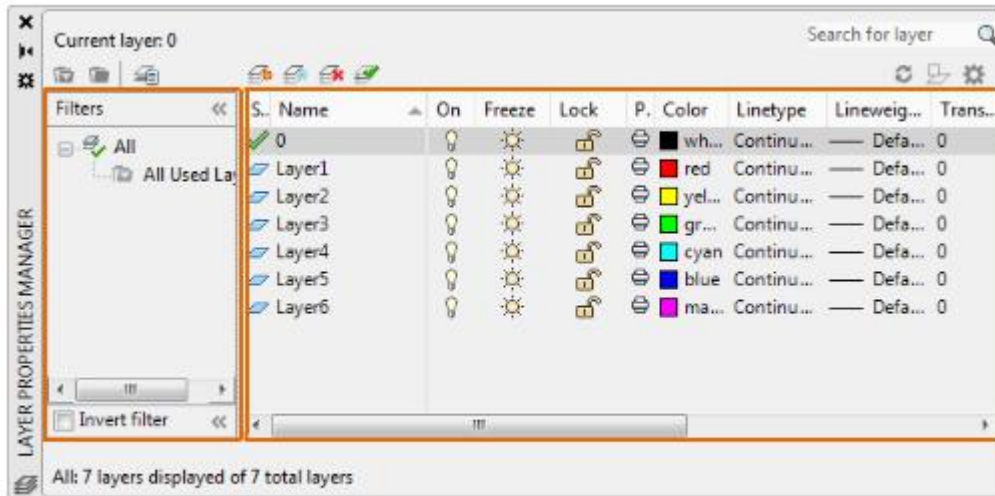 Current layer: 0
Search for layer
Filters
All
All Used La
Invert filter
S.. Name On Freeze Lock P. Color Linetype Lineweig... Trans...
0 wh... Continu... Defa... 0
Layer1 red Continu... Defa... 0
Layer2 yel... Continu... Defa... 0
Layer3 gr... Continu... Defa... 0
Layer4 cyan Continu... Defa... 0
Layer5 blue Continu... Defa... 0
Layer6 ma... Continu... Defa... 0
All: 7 layers displayed of 7 total layers
LAYER PROPERTIES MANAGER